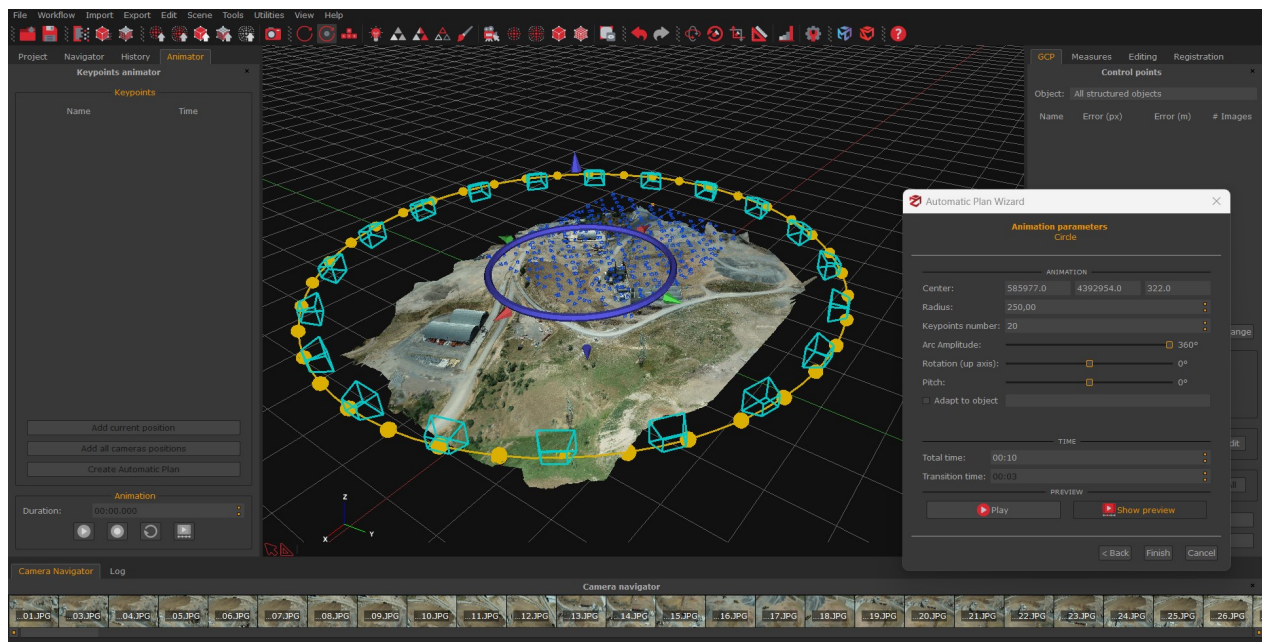 File Workflow Import Export Edit Scene Tools Utilities View Help
Project Navigator History Animator
Keypoints animator
Keypoints
Name Time
Add current position
Add all cameras positions
Create Automatic Plan
Animation
Duration: 00:00.000
Z
X Y
GCP Measures Editing Registration
Control points
Object: All structured objects
Name Error (px) Error (m) # Images
Automatic Plan Wizard
Animation parameters
Circle
ANIMATION
Center: 585977.0 4392954.0 322.0
Radius: 250,00
Keypoints number: 20
Arc Amplitude: 360°
Rotation (up axis): 0°
Pitch: 0°
Adapt to object
TIME
Total time: 00:10
Transition time: 00:03
PREVIEW
Play Show preview
< Back Finish Cancel
Camera Navigator Log
Camera navigator
...01.JPG ...03.JPG ...04.JPG ...05.JPG ...06.JPG ...07.JPG ...08.JPG ...09.JPG ...10.JPG ...11.JPG ...12.JPG ...13.JPG ...14.JPG ...15.JPG ...16.JPG ...17.JPG ...18.JPG ...19.JPG ...20.JPG ...21.JPG ...22.JPG ...23.JPG ...24.JPG ...25.JPG ...26.JPG